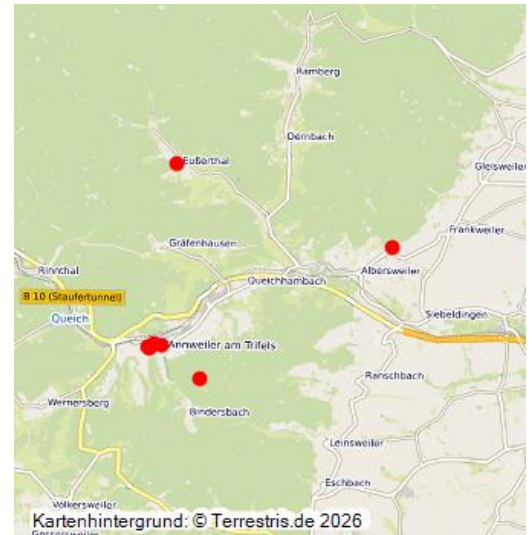 Ramberg
Dernbach
Eußerthal
Gleisweiler
Frankweiler
Gräfenhausen
Rinnthal
Queichhambach
Albersweiler
B 10 (Staufertunnel)
Queich
Siebeldingen
Annweiler am Trifels
Ranschbach
Wernersberg
Bindersbach
Leinsweiler
Eschbach
Völkersweiler
Gossersweiler
Kartenhintergrund: © Terrestris.de 2026